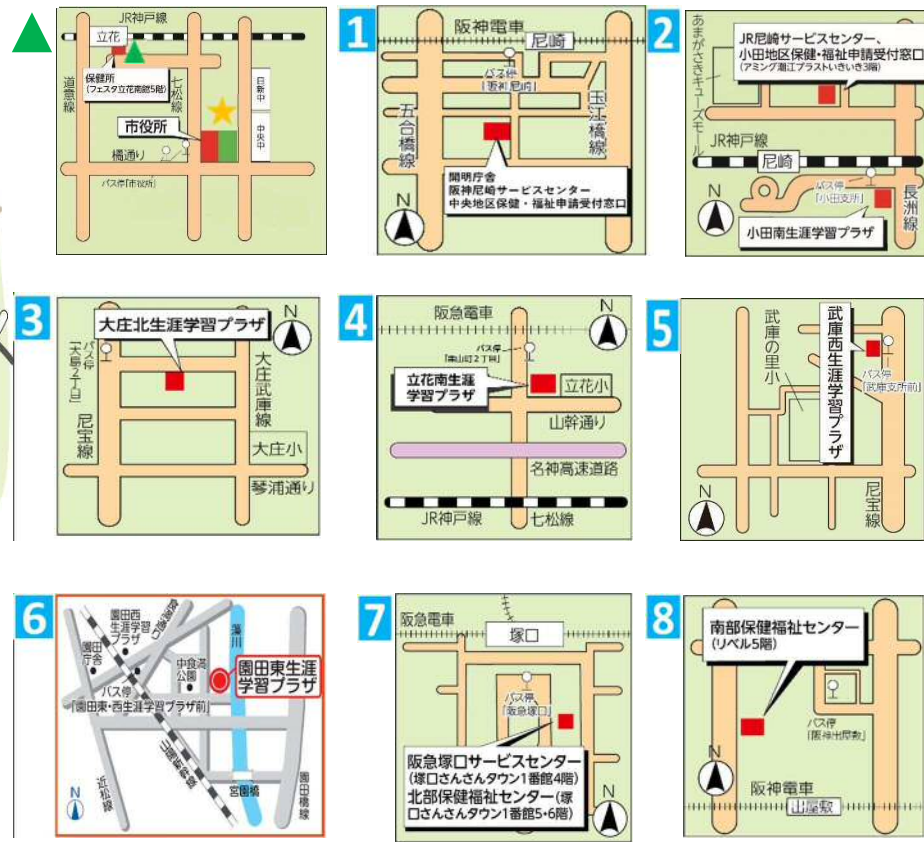 JR神戸線
立花
保健所
(フェスタ立花南館5階)
道意線
七松線
日新中
中央中
市役所
橘通り
バス停「市役所」
1
阪神電車
尼崎
バス停
「阪神尼崎」
五合橋線
玉江橋線
開明庁舎
阪神尼崎サービスセンター
中央地区保健・福祉申請受付窓口
N
2
あまがさきキューズモール
JR尼崎サービスセンター、
小田地区保健・福祉申請受付窓口
(アミング潮江プラストいきいき3階)
JR神戸線
尼崎
バス停
「小田支所」
長洲線
小田南生涯学習プラザ
N
3
大庄北生涯学習プラザ
N
バス停
「大島2丁目」
尼宝線
大庄武庫線
大庄小
琴浦通り
4
阪急電車
N
バス停
「栗山町2丁目」
立花南生涯
学習プラザ
立花小
山幹通り
名神高速道路
JR神戸線
七松線
5
武庫の里小
武庫西生涯学習プラザ
バス停
「武庫支所前」
尼宝線
N
6
園田西
生涯学習
プラザ
園田
庁舎
藻川
中食満
公園
園田東生涯
学習プラザ
バス停
「園田東・西生涯学習プラザ前」
山陽新幹線
近松線
宮園橋
園田橋線
N
7
阪急電車
塚口
バス停
「阪急塚口」
阪急塚口サービスセンター
(塚口さんさんタウン1番館4階)
北部保健福祉センター(塚
口さんさんタウン1番館5・6階)
N
8
南部保健福祉センター
(リベル5階)
バス停
「阪神出屋敷」
N
阪神電車
出屋敷